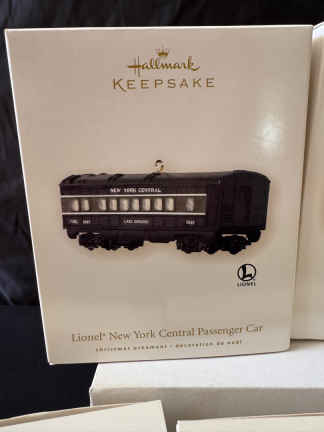 Hallmark
KEEPSAKE
NEW YORK CENTRAL
LIONEL
Lionel® New York Central Passenger Car
christmas ornament • décoration de noël